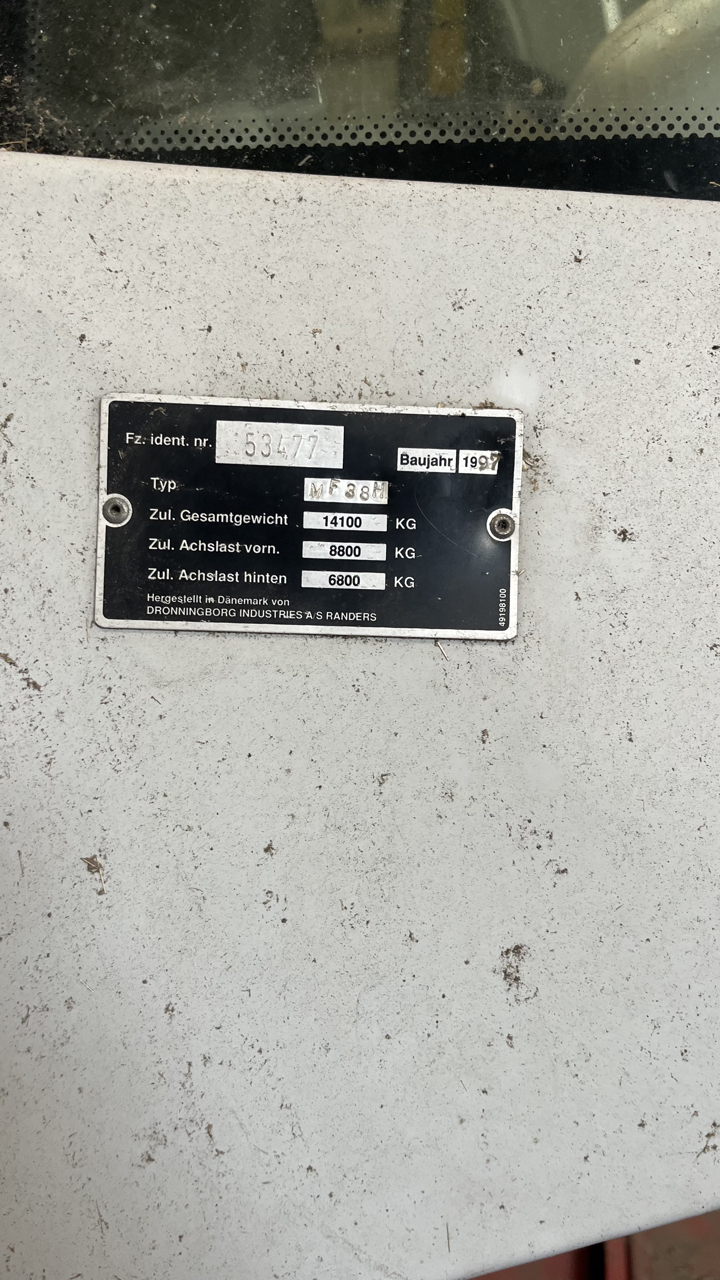 Fz. ident. nr. 53477
Baujahr 1997
Typ MF38H
Zul. Gesamtgewicht 14100 KG
Zul. Achslast vorn. 8800 KG
Zul. Achslast hinten 6800 KG
Hergestellt in Dänemark von
DRONNINGBORG INDUSTRIES A/S RANDERS
49198100